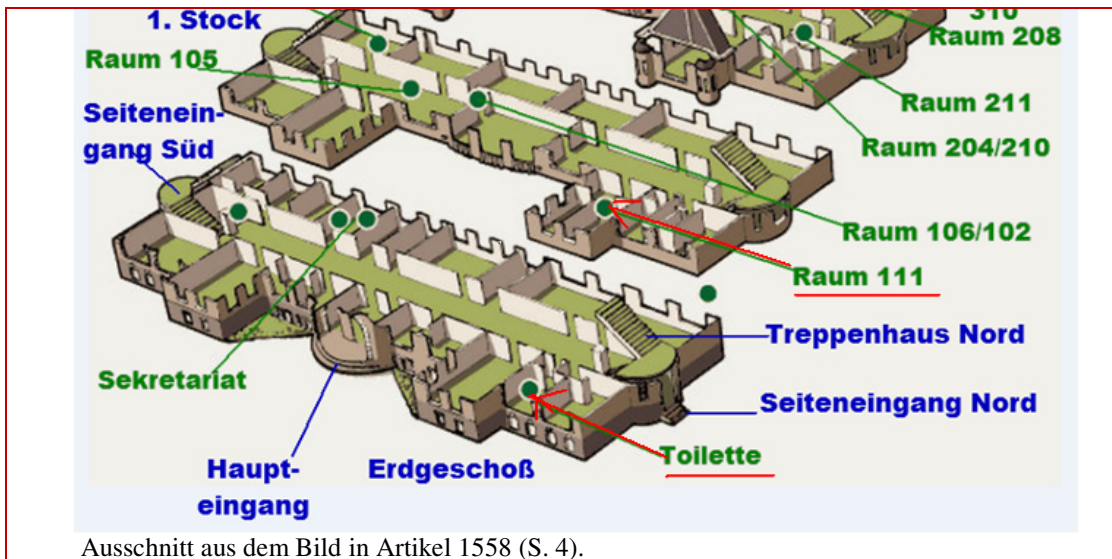 1. Stock
310
Raum 208
Raum 105
Raum 211
Seitenein-
gang Süd
Raum 204/210
Raum 106/102
Raum 111
Treppenhaus Nord
Sekretariat
Seiteneingang Nord
Toilette
Haupt-
eingang
Erdgeschoß
Ausschnitt aus dem Bild in Artikel 1558 (S. 4).